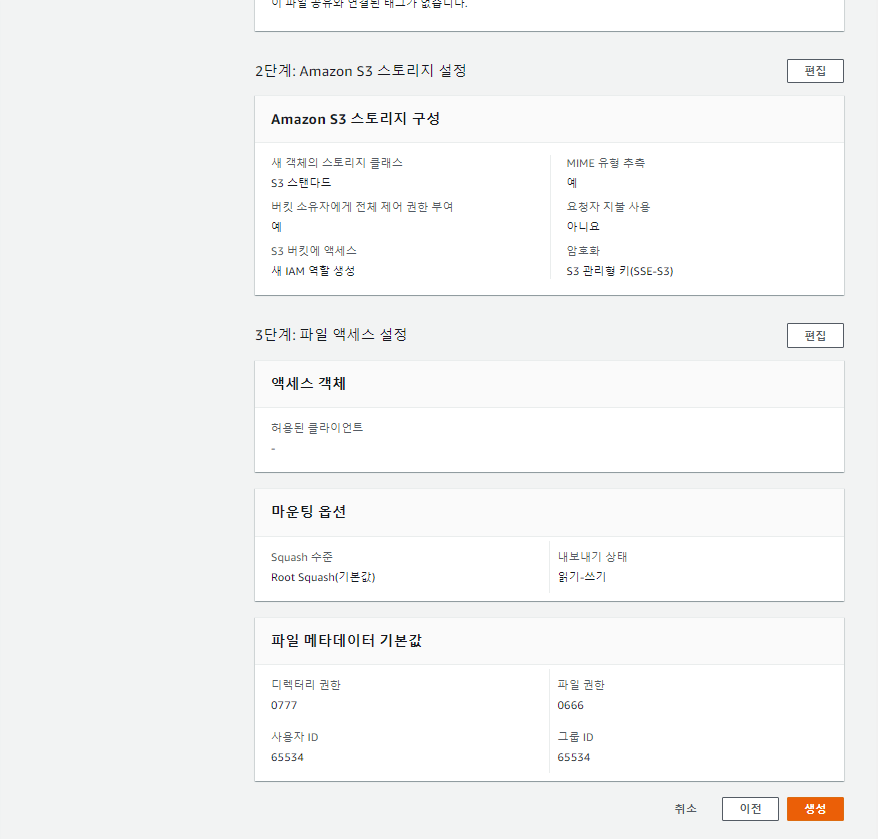 이 파일 공유와 연결된 태그가 없습니다.
2단계: Amazon S3 스토리지 설정
편집
Amazon S3 스토리지 구성
새 객체의 스토리지 클래스
MIME 유형 추측
S3 스탠다드
예
버킷 소유자에게 전체 제어 권한 부여
요청자 지불 사용
예
아니요
S3 버킷에 액세스
암호화
새 IAM 역할 생성
S3 관리형 키(SSE-S3)
3단계: 파일 액세스 설정
편집
액세스 객체
허용된 클라이언트
-
마운팅 옵션
Squash 수준
내보내기 상태
Root Squash(기본값)
읽기-쓰기
파일 메타데이터 기본값
디렉터리 권한
파일 권한
0777
0666
사용자 ID
그룹 ID
65534
65534
취소
이전
생성